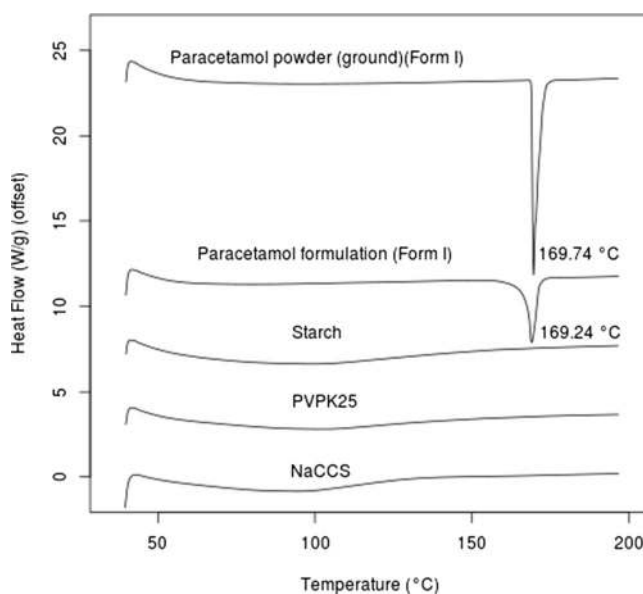 25
20
15
10
5
0
Heat Flow (W/g) (offset)
Paracetamol powder (ground)(Form I)
169.74 °C
Paracetamol formulation (Form I)
169.24 °C
Starch
PVPK25
NaCCS
50
100
150
200
Temperature (°C)